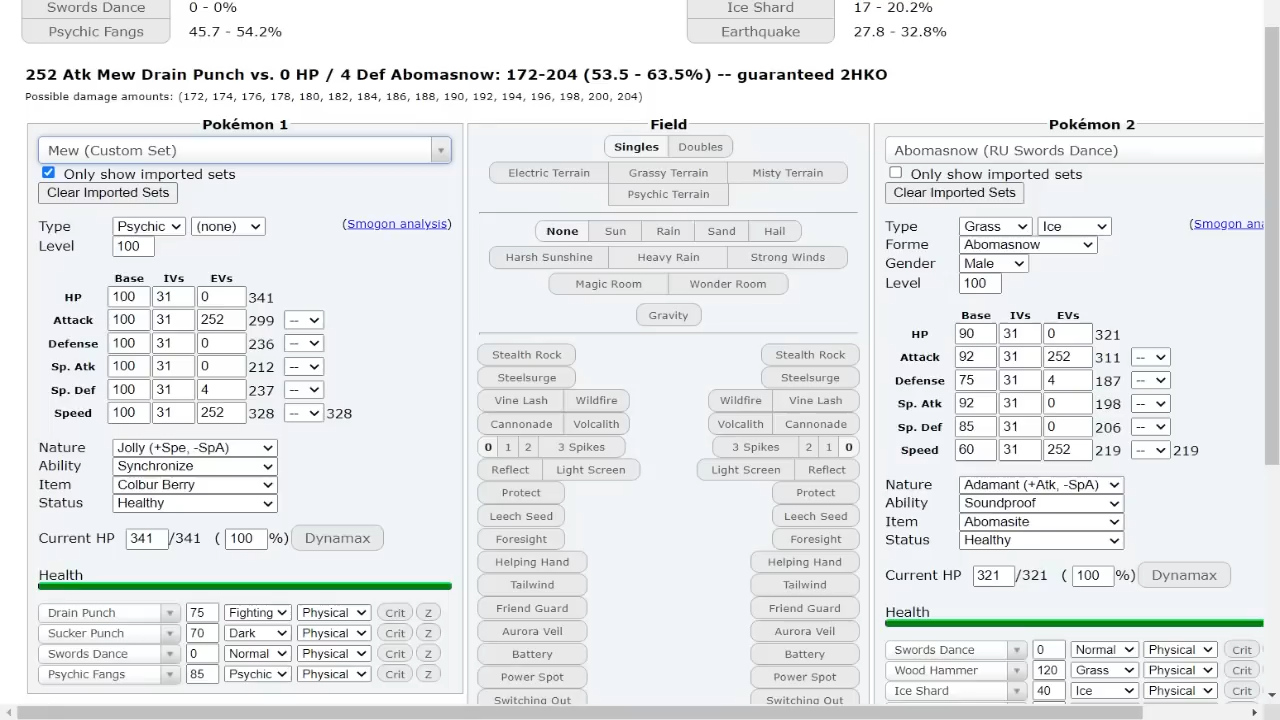 Swords Dance 0 - 0% Ice Shard 17 - 20.2%
Psychic Fangs 45.7 - 54.2% Earthquake 27.8 - 32.8%
252 Atk Mew Drain Punch vs. 0 HP / 4 Def Abomasnow: 172-204 (53.5 - 63.5%) -- guaranteed 2HKO
Possible damage amounts: (172, 174, 176, 178, 180, 182, 184, 186, 188, 190, 192, 194, 196, 198, 200, 204)
Pokémon 1
Mew (Custom Set)
Only show imported sets
Clear Imported Sets
Type Psychic (none) (Smogon analysis)
Level 100
Base IVs EVs
HP 100 31 0 341
Attack 100 31 252 299 --
Defense 100 31 0 236 --
Sp. Atk 100 31 0 212 --
Sp. Def 100 31 4 237 --
Speed 100 31 252 328 -- 328
Nature Jolly (+Spe, -SpA)
Ability Synchronize
Item Colbur Berry
Status Healthy
Current HP 341 /341 ( 100 %) Dynamax
Health
Drain Punch 75 Fighting Physical Crit Z
Sucker Punch 70 Dark Physical Crit Z
Swords Dance 0 Normal Physical Crit Z
Psychic Fangs 85 Psychic Physical Crit Z
Field
Singles Doubles
Electric Terrain Grassy Terrain Misty Terrain
Psychic Terrain
None Sun Rain Sand Hail
Harsh Sunshine Heavy Rain Strong Winds
Magic Room Wonder Room
Gravity
Stealth Rock Stealth Rock
Steelsurge Steelsurge
Vine Lash Wildfire Wildfire Vine Lash
Cannonade Volcalith Volcalith Cannonade
0 1 2 3 Spikes 3 Spikes 2 1 0
Reflect Light Screen Light Screen Reflect
Protect Protect
Leech Seed Leech Seed
Foresight Foresight
Helping Hand Helping Hand
Tailwind Tailwind
Friend Guard Friend Guard
Aurora Veil Aurora Veil
Battery Battery
Power Spot Power Spot
Switching Out Switching Out
Pokémon 2
Abomasnow (RU Swords Dance)
Only show imported sets
Clear Imported Sets
Type Grass Ice (Smogon ana
Forme Abomasnow
Gender Male
Level 100
Base IVs EVs
HP 90 31 0 321
Attack 92 31 252 311 --
Defense 75 31 4 187 --
Sp. Atk 92 31 0 198 --
Sp. Def 85 31 0 206 --
Speed 60 31 252 219 -- 219
Nature Adamant (+Atk, -SpA)
Ability Soundproof
Item Abomasite
Status Healthy
Current HP 321 /321 ( 100 %) Dynamax
Health
Swords Dance 0 Normal Physical Crit
Wood Hammer 120 Grass Physical Crit
Ice Shard 40 Ice Physical Crit